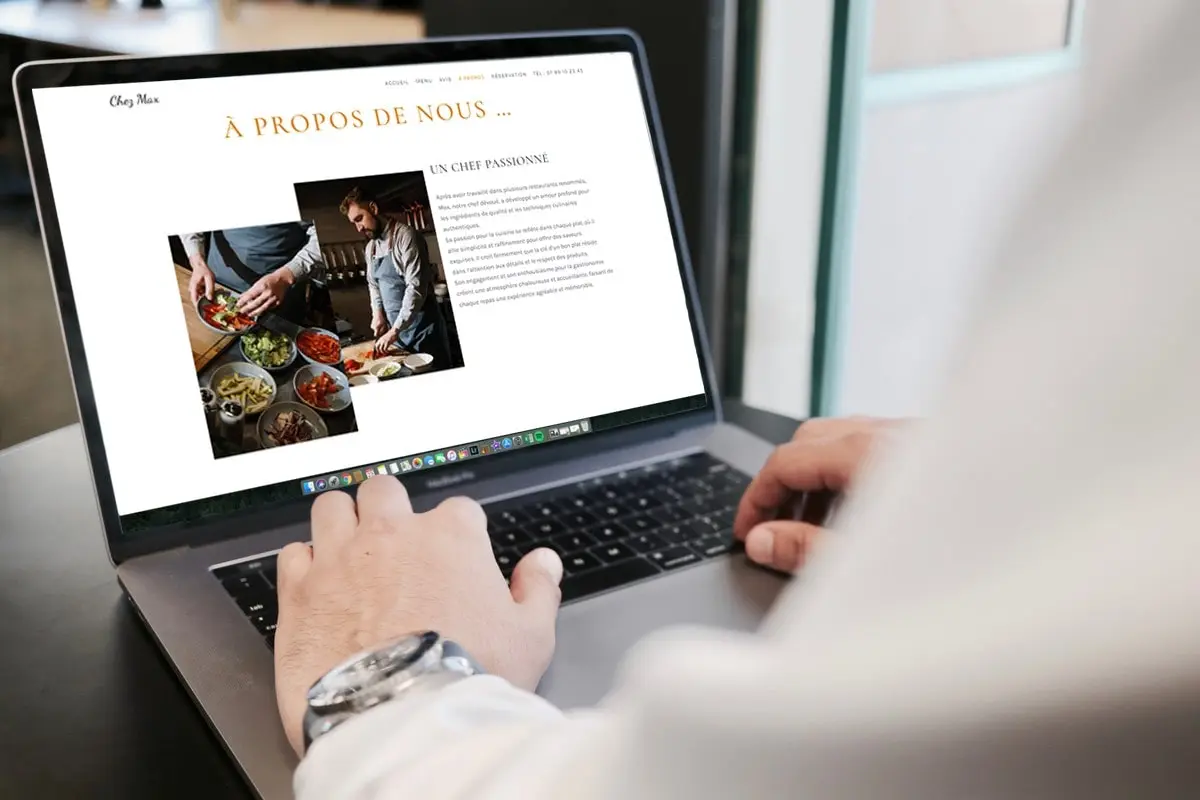 Chez Max
ACCUEIL MENU AVIS À PROPOS RÉSERVATION TEL : 07 89 10 23 45
À PROPOS DE NOUS ...
UN CHEF PASSIONNÉ
Après avoir travaillé dans plusieurs restaurants renommés,
Max, notre chef dévoué, a développé un amour profond pour
les ingrédients de qualité et les techniques culinaires
authentiques.
Sa passion pour la cuisine se reflète dans chaque plat, où il
allie simplicité et raffinement pour offrir des saveurs
exquises. Il croit fermement que la clé d'un bon plat réside
dans l'attention aux détails et le respect des produits.
Son engagement et son enthousiasme pour la gastronomie
créent une atmosphère chaleureuse et accueillante, faisant de
chaque repas une expérience agréable et mémorable.
MacBook Pro